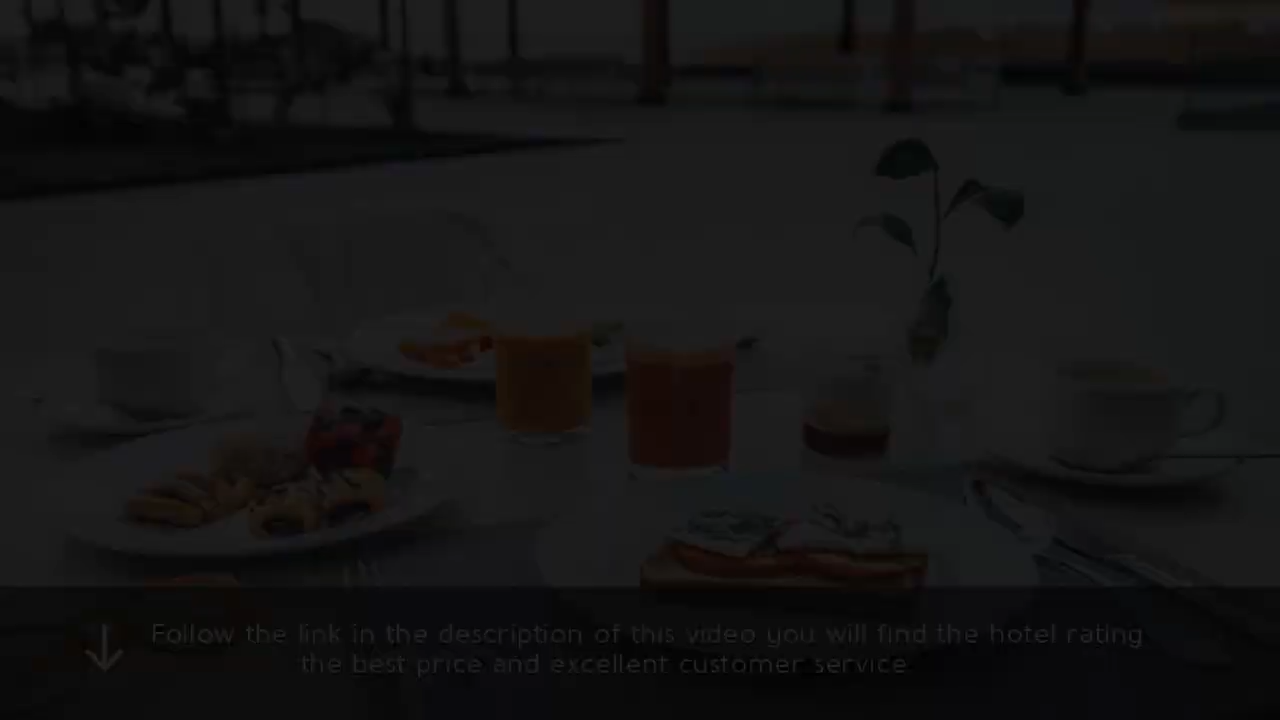 Follow the link in the description of this video you will find the hotel rating
the best price and excellent customer service